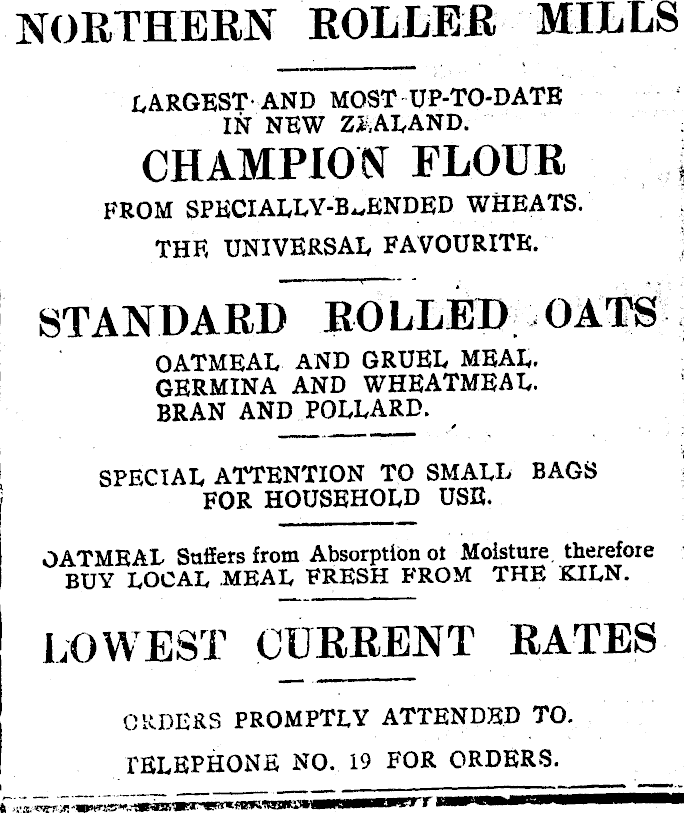 NORTHERN ROLLER MILLS
LARGEST AND MOST UP-TO-DATE
IN NEW ZEALAND.
CHAMPION FLOUR
FROM SPECIALLY-BLENDED WHEATS.
THE UNIVERSAL FAVOURITE.
STANDARD ROLLED OATS
OATMEAL AND GRUEL MEAL.
GERMINA AND WHEATMEAL.
BRAN AND POLLARD.
SPECIAL ATTENTION TO SMALL BAGS
FOR HOUSEHOLD USE.
OATMEAL Suffers from Absorption of Moisture therefore
BUY LOCAL MEAL FRESH FROM THE KILN.
LOWEST CURRENT RATES
ORDERS PROMPTLY ATTENDED TO.
TELEPHONE NO. 19 FOR ORDERS.